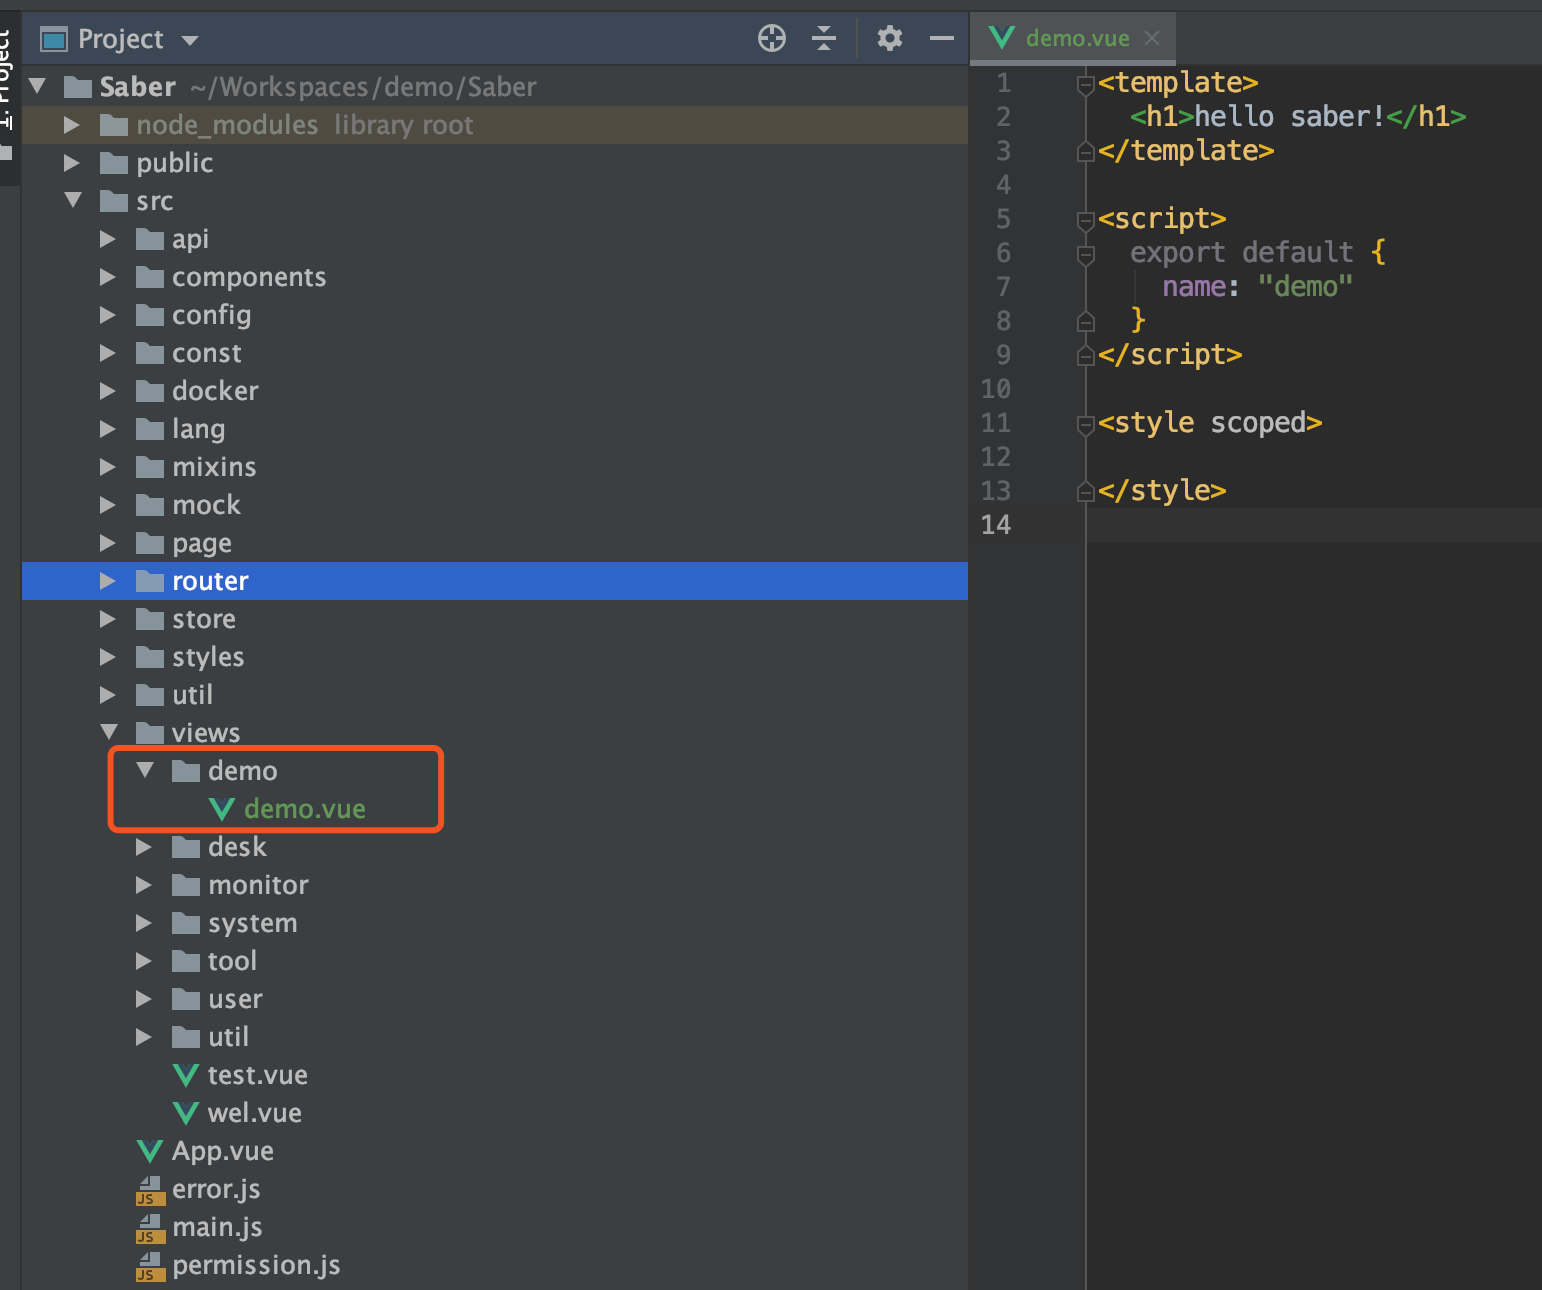 1: Project
Project
Saber ~/Workspaces/demo/Saber
node_modules library root
public
src
api
components
config
const
docker
lang
mixins
mock
page
router
store
styles
util
views
demo
demo.vue
desk
monitor
system
tool
user
util
test.vue
wel.vue
App.vue
JS error.js
JS main.js
JS permission.js
demo.vue
1 <template>
2 <h1>hello saber!</h1>
3 </template>
4
5 <script>
6 export default {
7 name: "demo"
8 }
9 </script>
10
11 <style scoped>
12
13 </style>
14